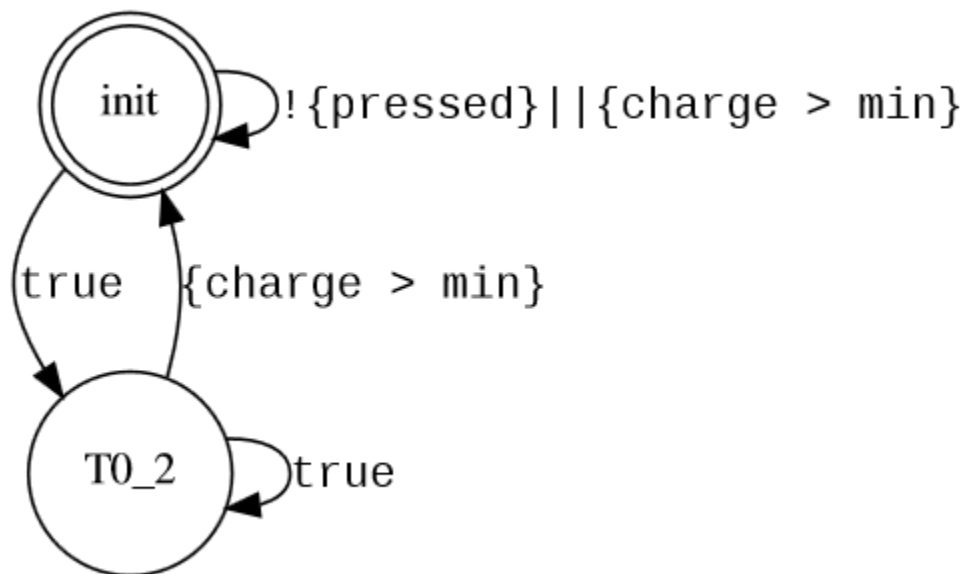 init
!{pressed}||{charge > min}
true
{charge > min}
T0_2
true